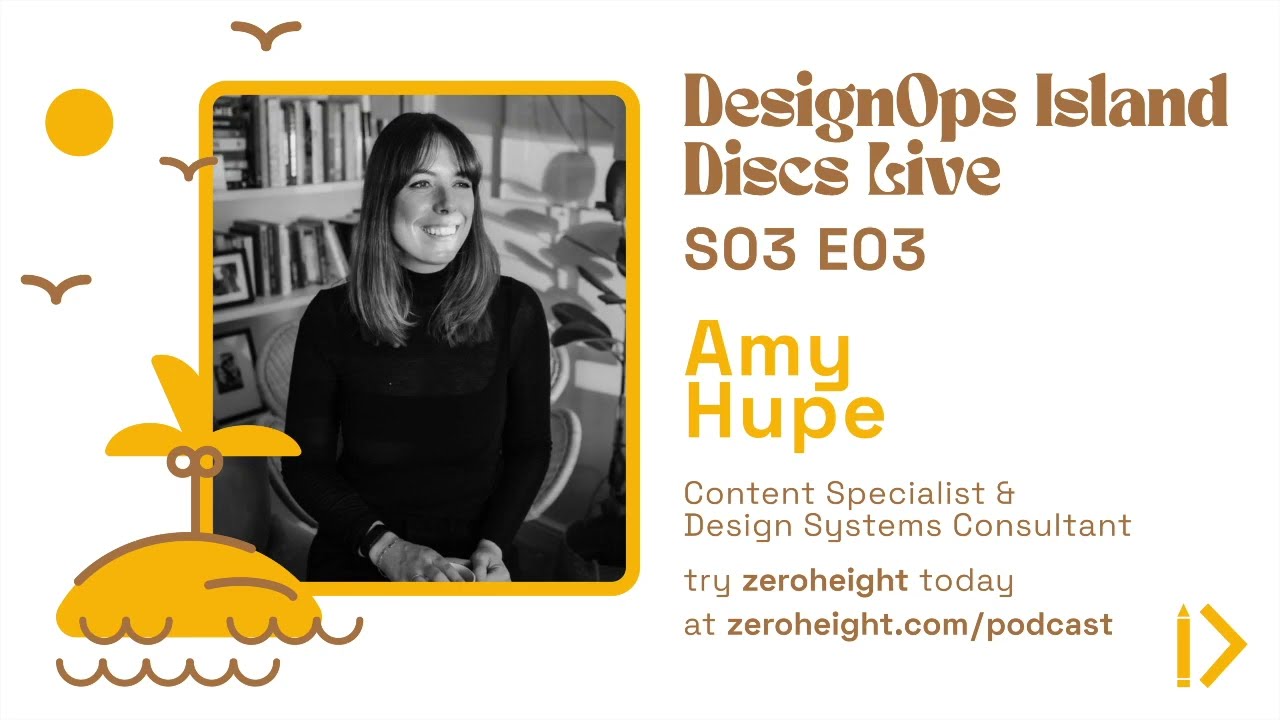 DesignOps Island
Discs Live
S03 E03
Amy
Hupe
Content Specialist &
Design Systems Consultant
try zeroheight today
at zeroheight.com/podcast